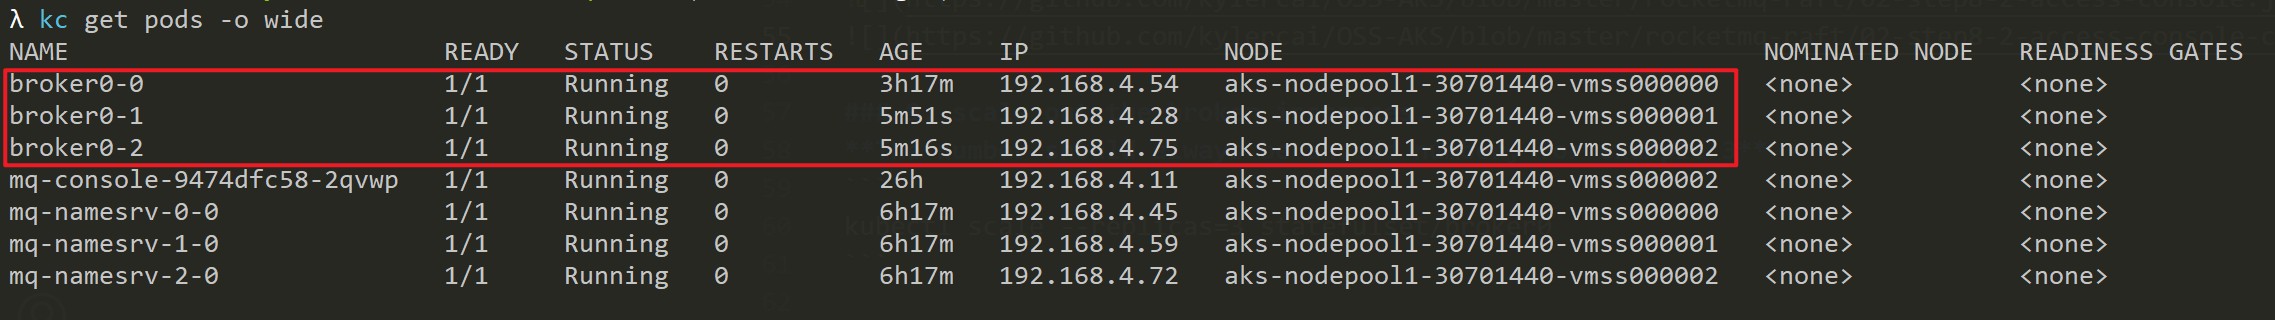 λ kc get pods -o wide
NAME READY STATUS RESTARTS AGE IP NODE NOMINATED NODE READINESS GATES
broker0-0 1/1 Running 0 3h17m 192.168.4.54 aks-nodepool1-30701440-vmss000000 <none> <none>
broker0-1 1/1 Running 0 5m51s 192.168.4.28 aks-nodepool1-30701440-vmss000001 <none> <none>
broker0-2 1/1 Running 0 5m16s 192.168.4.75 aks-nodepool1-30701440-vmss000002 <none> <none>
mq-console-9474dfc58-2qvwp 1/1 Running 0 26h 192.168.4.11 aks-nodepool1-30701440-vmss000002 <none> <none>
mq-namesrv-0-0 1/1 Running 0 6h17m 192.168.4.45 aks-nodepool1-30701440-vmss000000 <none> <none>
mq-namesrv-1-0 1/1 Running 0 6h17m 192.168.4.59 aks-nodepool1-30701440-vmss000001 <none> <none>
mq-namesrv-2-0 1/1 Running 0 6h17m 192.168.4.72 aks-nodepool1-30701440-vmss000002 <none> <none>